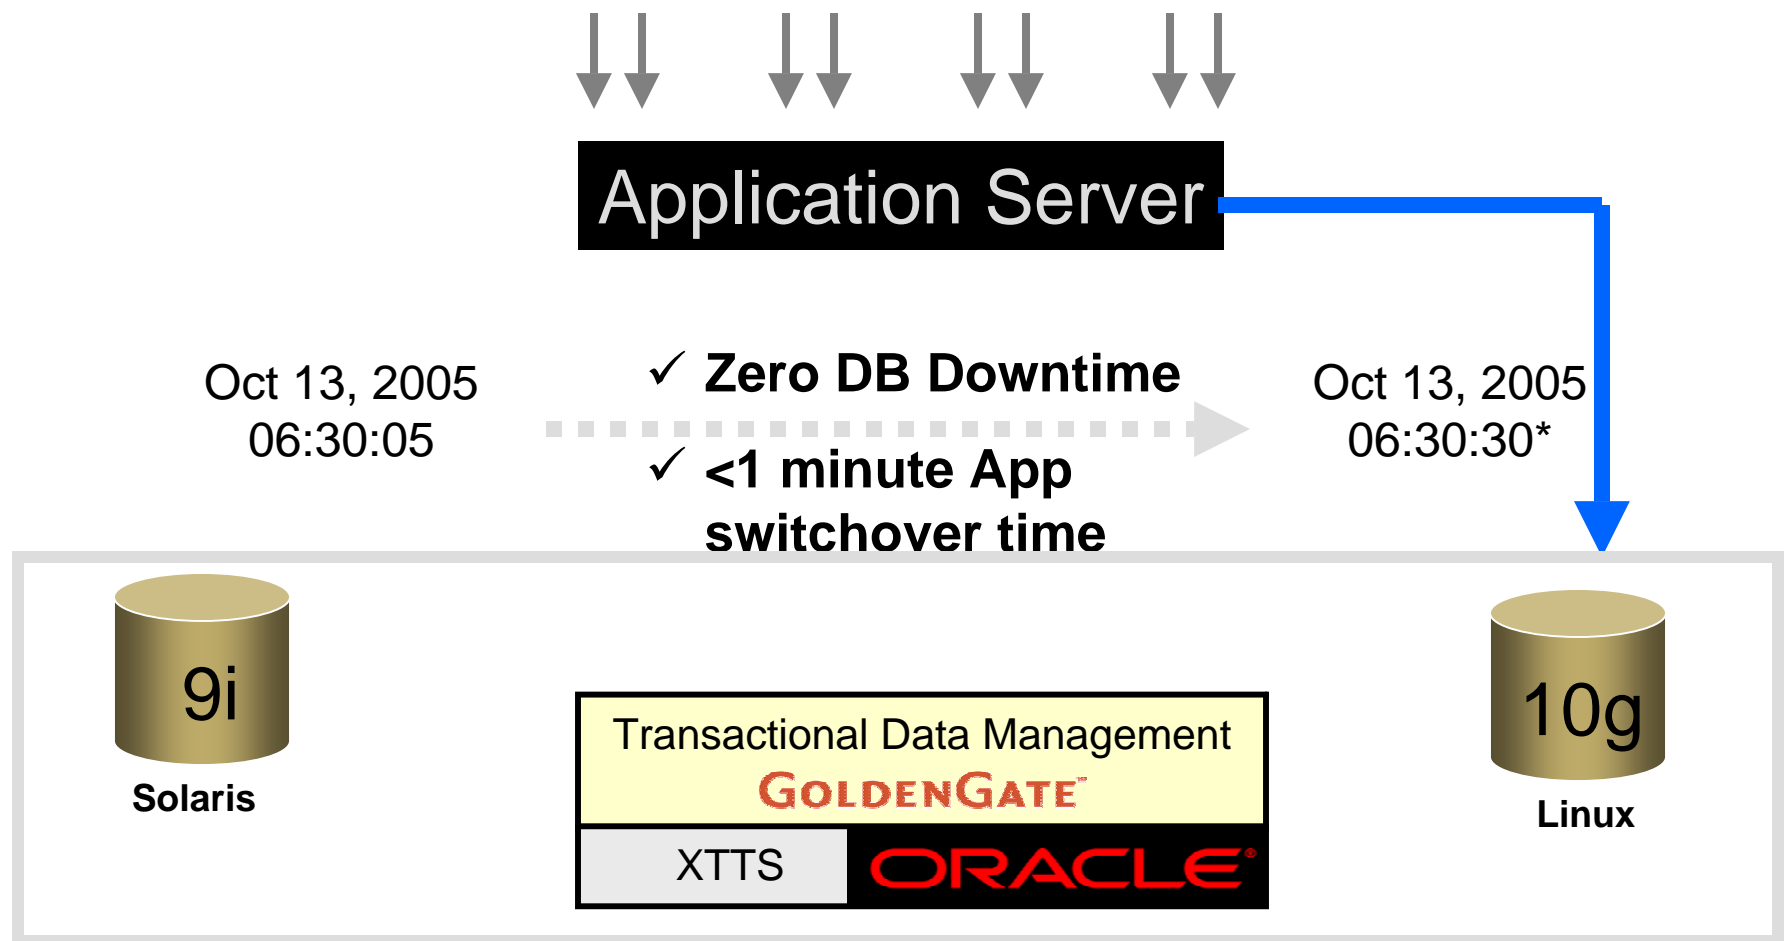 Application Server
Oct 13, 2005
06:30:05
✓ Zero DB Downtime
✓ <1 minute App
switchover time
Oct 13, 2005
06:30:30*
9i
Solaris
Transactional Data Management
GOLDENGATE™
XTTS
ORACLE®
10g
Linux